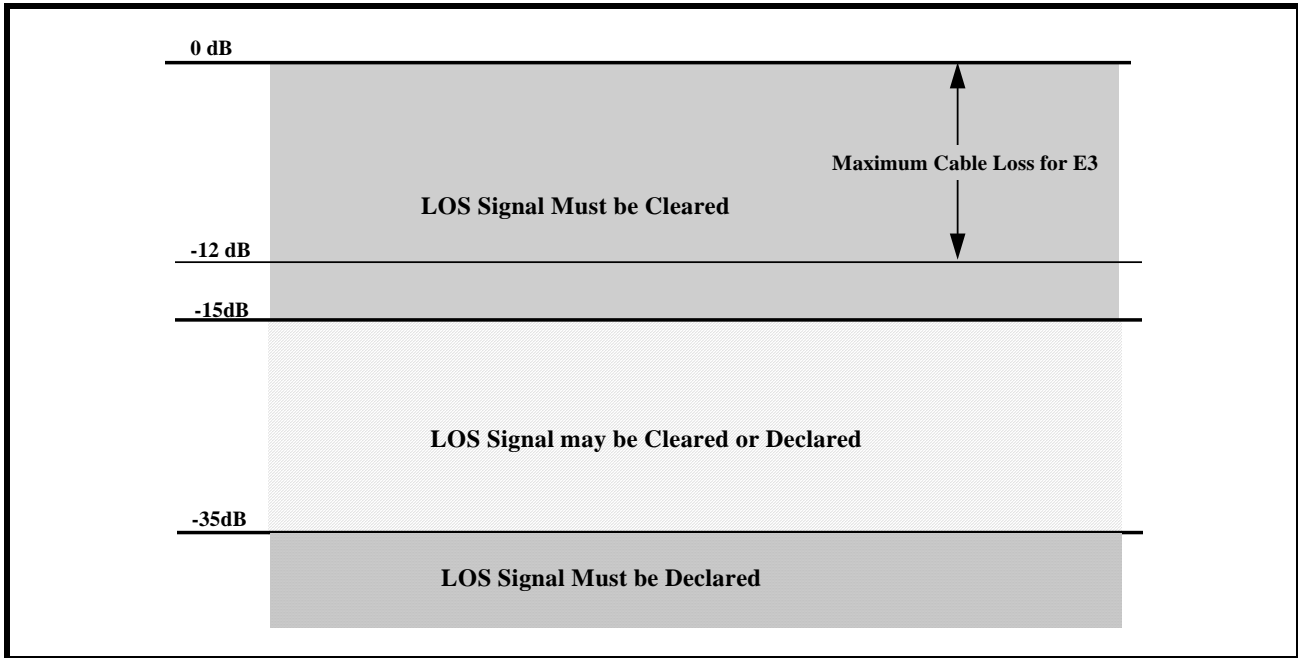 0 dB
Maximum Cable Loss for E3
LOS Signal Must be Cleared
-12 dB
-15dB
LOS Signal may be Cleared or Declared
-35dB
LOS Signal Must be Declared